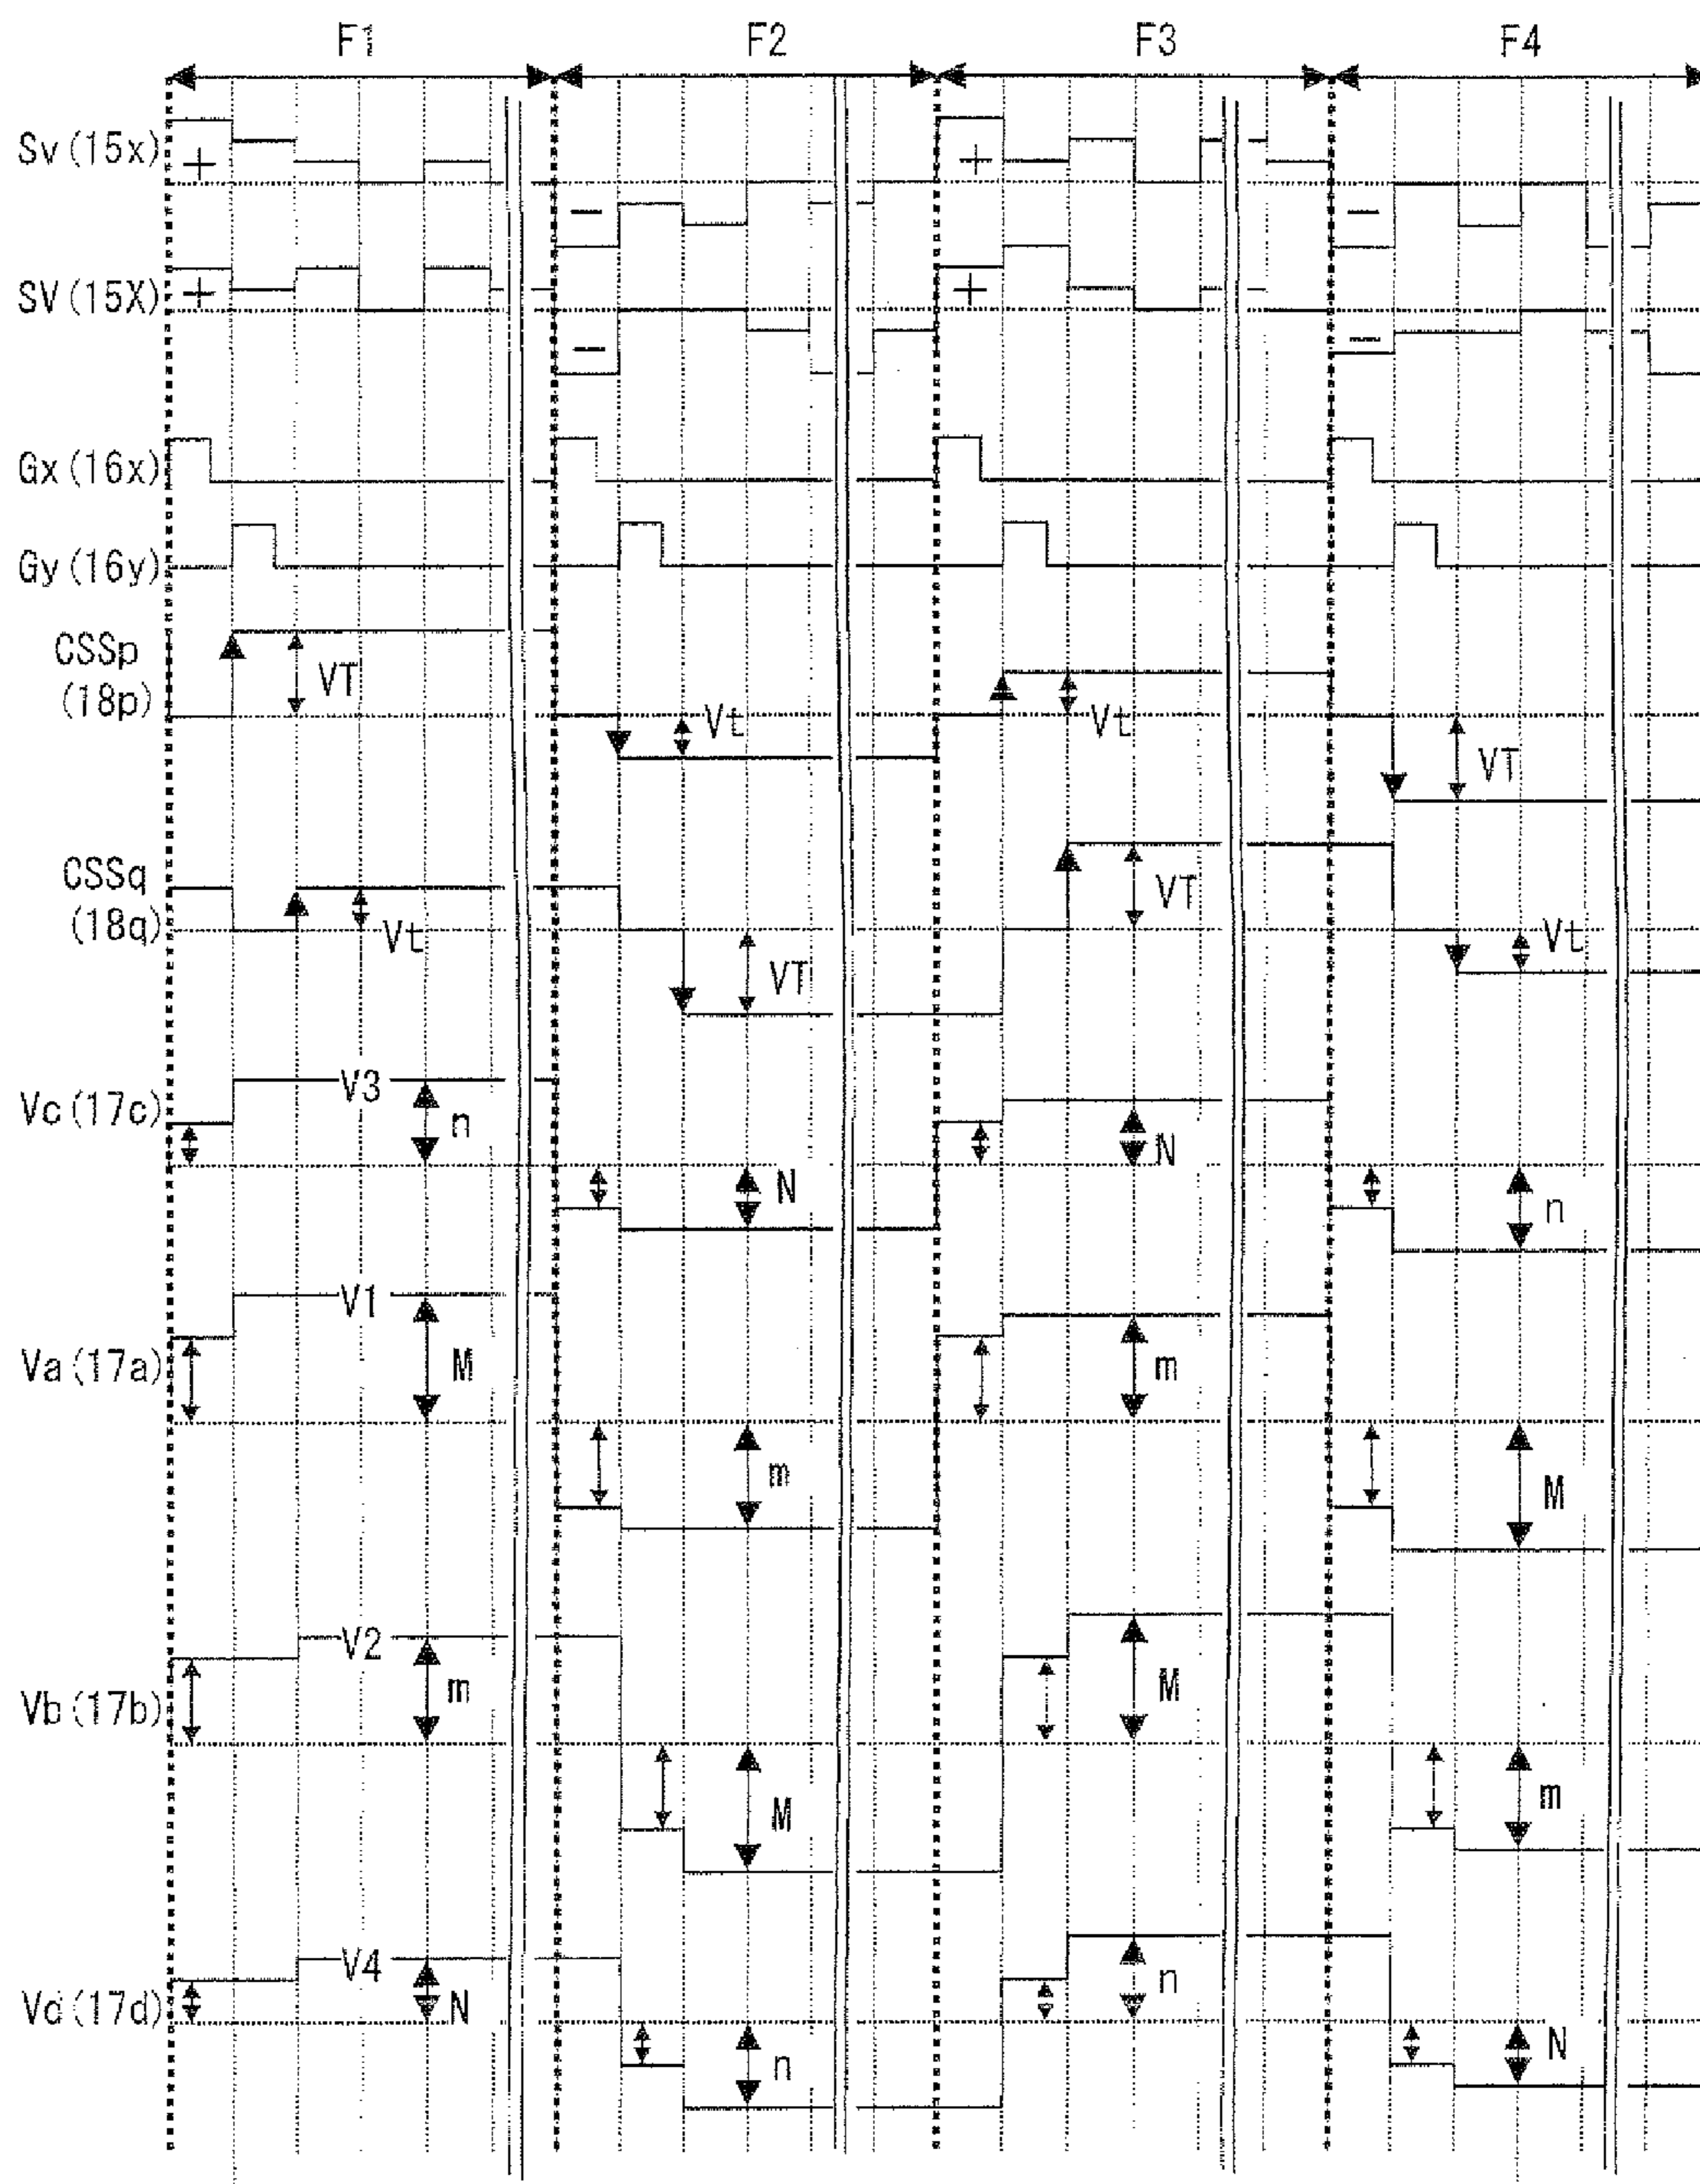 F1 F2 F3 F4
Sv(15x)
+ − + −
SV(15X)
+ − + −
Gx(16x)
Gy(16y)
CSSp
(18p)
VT Vt Vt VT
CSSq
(18q)
Vt VT VT Vt
Vc(17c)
V3 n N N n
Va(17a)
V1 M m m M
Vb(17b)
V2 m M M m
Vd(17d)
V4 N n n N